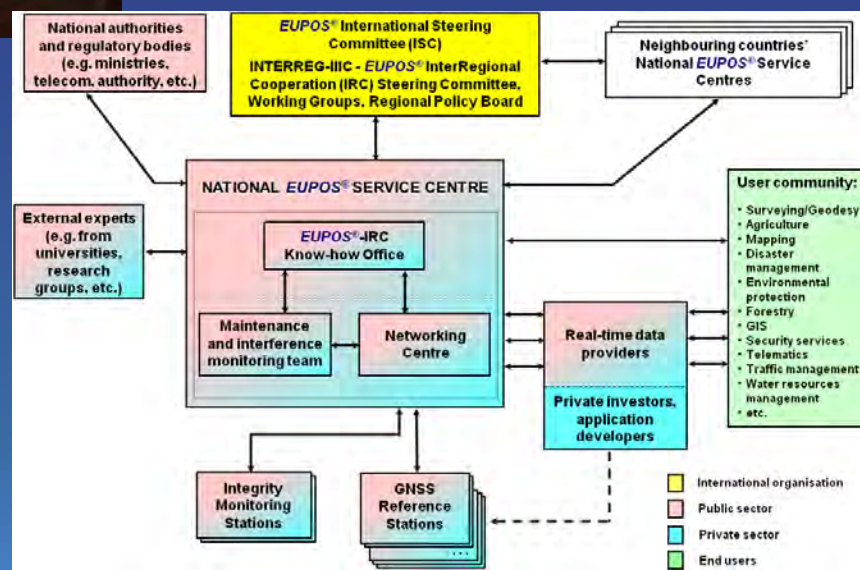 National authorities
and regulatory bodies
(e.g. ministries,
telecom. authority, etc.)
EUPOS® International Steering
Committee (ISC)
INTERREG-IIIC - EUPOS® InterRegional
Cooperation (IRC) Steering Committee,
Working Groups, Regional Policy Board
Neighbouring countries'
National EUPOS® Service
Centres
NATIONAL EUPOS® SERVICE CENTRE
External experts
(e.g. from
universities,
research
groups, etc.)
EUPOS®-IRC
Know-how Office
Maintenance
and interference
monitoring team
Networking
Centre
Real-time data
providers
Private investors,
application
developers
User community:
• Surveying/Geodesy
• Agriculture
• Mapping
• Disaster
management
• Environmental
protection
• Forestry
• GIS
• Security services
• Telematics
• Traffic management
• Water resources
management
• etc.
Integrity
Monitoring
Stations
GNSS
Reference
Stations
...
International organisation
Public sector
Private sector
End users